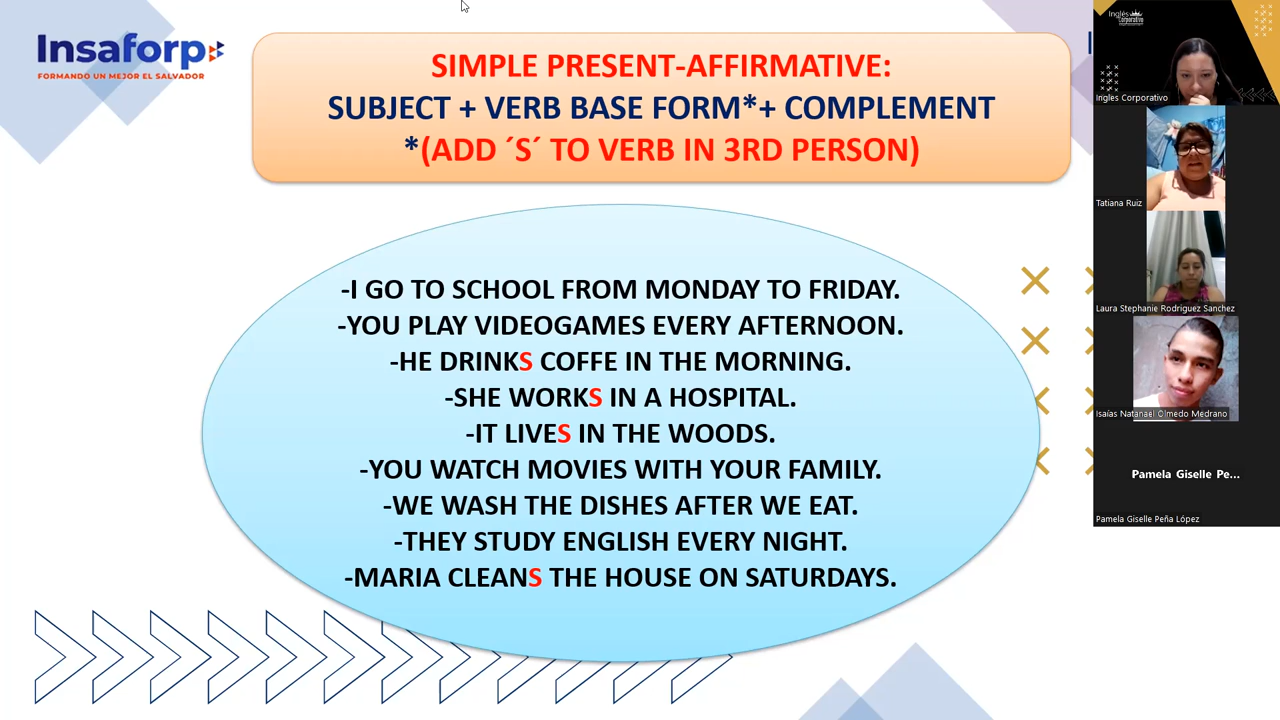 Insaforp
FORMANDO UN MEJOR EL SALVADOR
SIMPLE PRESENT-AFFIRMATIVE:
SUBJECT + VERB BASE FORM*+ COMPLEMENT
*(ADD ´S´ TO VERB IN 3RD PERSON)
-I GO TO SCHOOL FROM MONDAY TO FRIDAY.
-YOU PLAY VIDEOGAMES EVERY AFTERNOON.
-HE DRINKS COFFE IN THE MORNING.
-SHE WORKS IN A HOSPITAL.
-IT LIVES IN THE WOODS.
-YOU WATCH MOVIES WITH YOUR FAMILY.
-WE WASH THE DISHES AFTER WE EAT.
-THEY STUDY ENGLISH EVERY NIGHT.
-MARIA CLEANS THE HOUSE ON SATURDAYS.
Inglés
Corporativo
Ingles Corporativo
Tatiana Ruiz
Laura Stephanie Rodriguez Sanchez
Isaías Natanael Olmedo Medrano
Pamela Giselle Pe...
Pamela Giselle Peña López